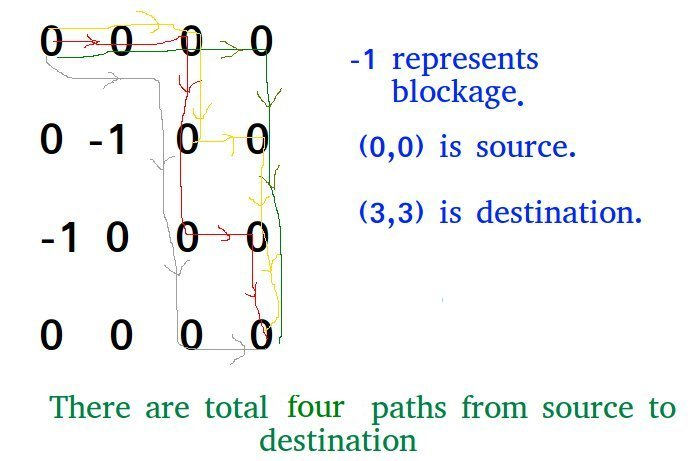 0 0 0 0
-1 represents
blockage.
0 -1 0 0
(0,0) is source.
(3,3) is destination.
-1 0 0 0
0 0 0 0
There are total four paths from source to
destination